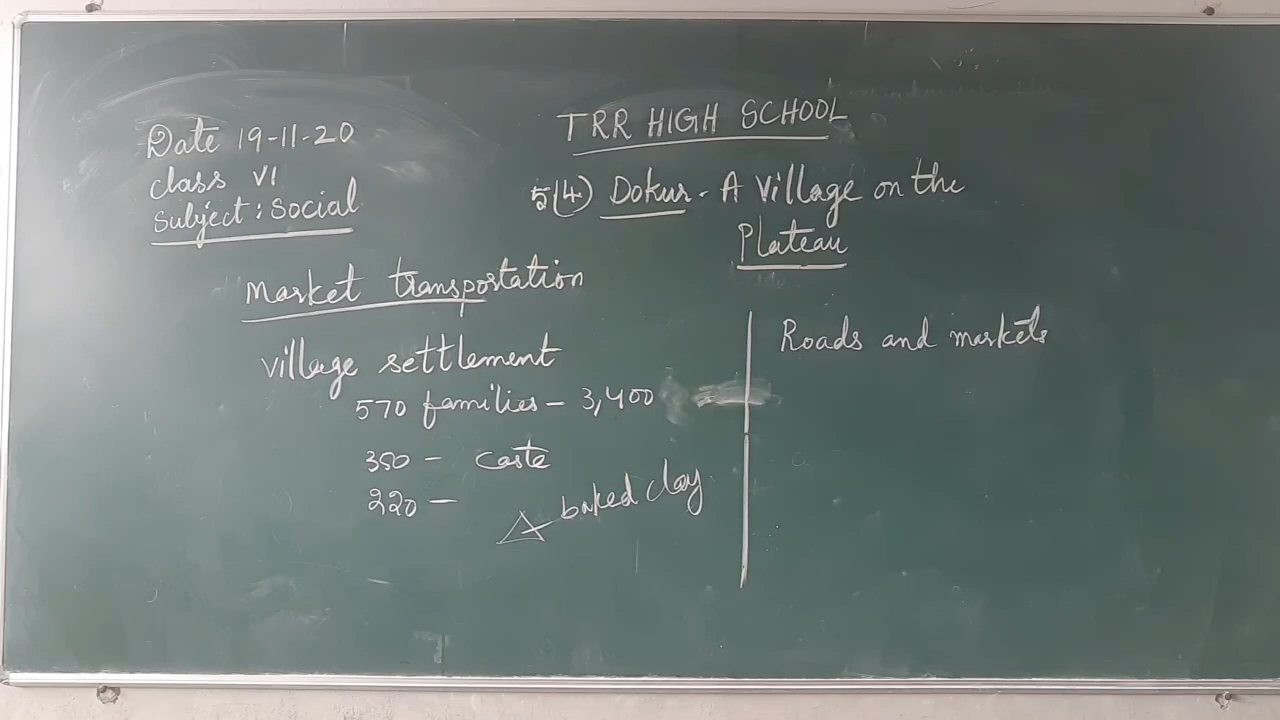 TRR HIGH SCHOOL
Date 19-11-20
class VI
Subject: Social
5(4) Dokur - A Village on the
Plateau
Market transportation
village settlement
570 families - 3,400
350 - caste
220 -
baked clay
Roads and markets